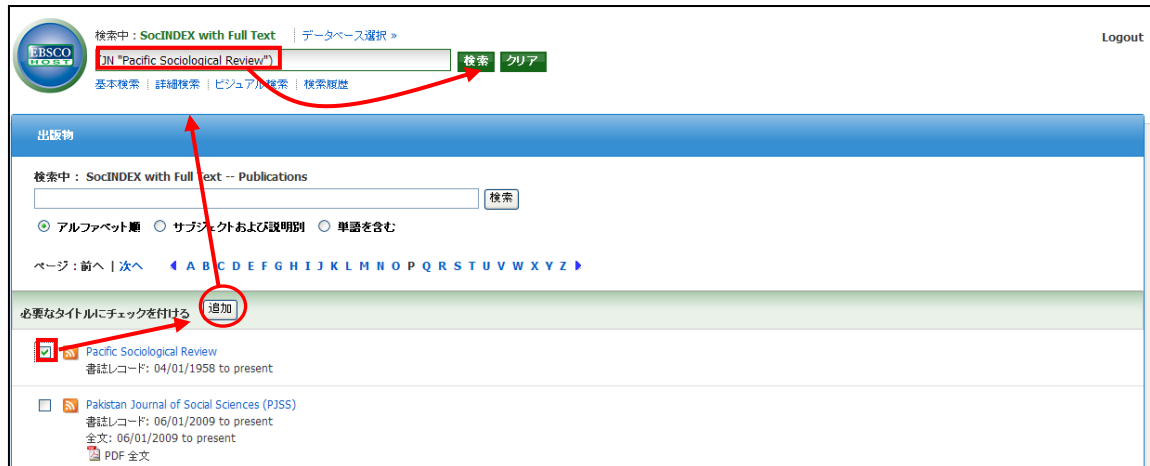 検索中 : SocINDEX with Full Text データベース選択 »
Logout
EBSCO
HOST
(JN "Pacific Sociological Review")
検索 クリア
基本検索 詳細検索 ビジュアル検索 検索履歴
出版物
検索中 : SocINDEX with Full Text -- Publications
検索
アルファベット順 サブジェクトおよび説明別 単語を含む
ページ : 前へ | 次へ A B C D E F G H I J K L M N O P Q R S T U V W X Y Z
必要なタイトルにチェックを付ける 追加
Pacific Sociological Review
書誌レコード: 04/01/1958 to present
Pakistan Journal of Social Sciences (PJSS)
書誌レコード: 06/01/2009 to present
全文: 06/01/2009 to present
PDF 全文